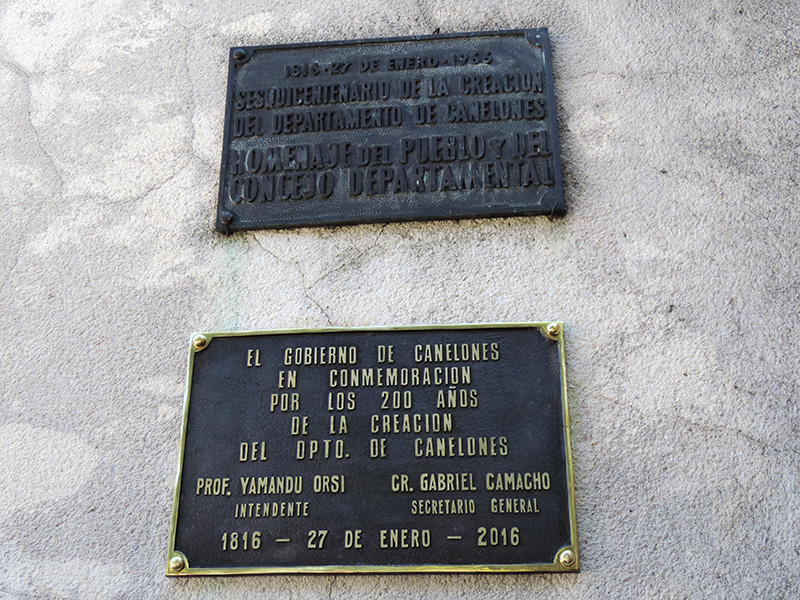 1816-27 DE ENERO-1966
SESQUICENTENARIO DE LA CREACION
DEL DEPARTAMENTO DE CANELONES
HOMENAJE DEL PUEBLO Y DEL
CONCEJO DEPARTAMENTAL
EL GOBIERNO DE CANELONES
EN CONMEMORACION
POR LOS 200 AÑOS
DE LA CREACION
DEL DPTO. DE CANELONES
PROF. YAMANDU ORSI CR. GABRIEL CAMACHO
INTENDENTE SECRETARIO GENERAL
1816 - 27 DE ENERO - 2016